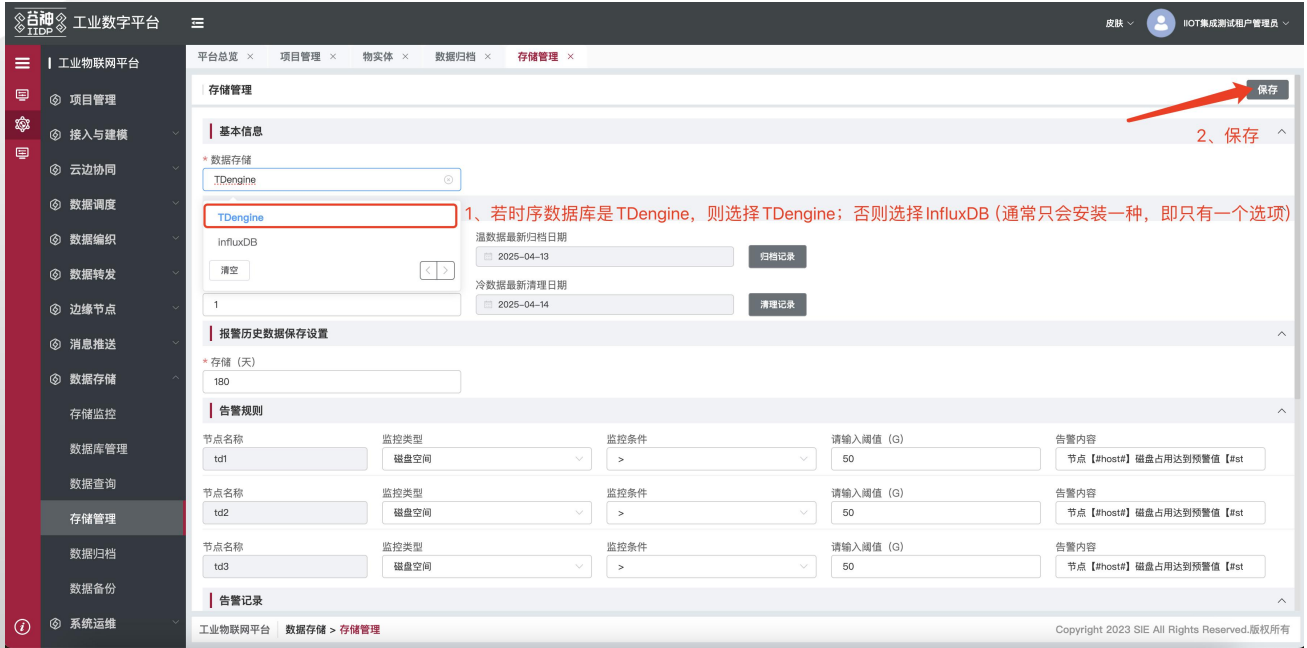 谷神 IIDP 工业数字平台
皮肤
IIOT集成测试租户管理员
工业物联网平台
项目管理
接入与建模
云边协同
数据调度
数据编织
数据转发
边缘节点
消息推送
数据存储
存储监控
数据库管理
数据查询
存储管理
数据归档
数据备份
系统运维
平台总览 × 项目管理 × 物实体 × 数据归档 × 存储管理 ×
存储管理
保存
基本信息
2、保存
* 数据存储
TDengine
TDengine
1、若时序数据库是TDengine，则选择TDengine；否则选择InfluxDB（通常只会安装一种，即只有一个选项）
influxDB
清空
温数据最新归档日期
2025-04-13
归档记录
冷数据最新清理日期
1
2025-04-14
清理记录
报警历史数据保存设置
* 存储（天）
180
告警规则
节点名称 监控类型 监控条件 请输入阈值（G） 告警内容
td1 磁盘空间 > 50 节点【#host#】磁盘占用达到预警值【#st
节点名称 监控类型 监控条件 请输入阈值（G） 告警内容
td2 磁盘空间 > 50 节点【#host#】磁盘占用达到预警值【#st
节点名称 监控类型 监控条件 请输入阈值（G） 告警内容
td3 磁盘空间 > 50 节点【#host#】磁盘占用达到预警值【#st
告警记录
工业物联网平台 数据存储 > 存储管理
Copyright 2023 SIE All Rights Reserved.版权所有